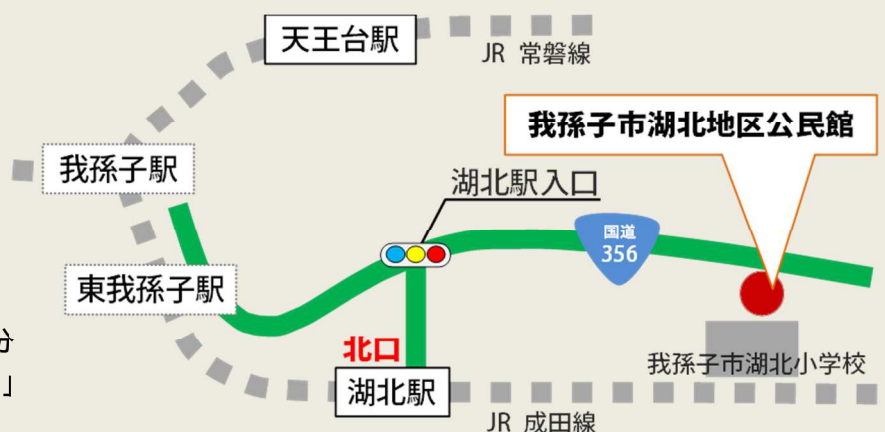 天王台駅
JR 常磐線
我孫子市湖北地区公民館
我孫子駅
湖北駅入口
国道
356
東我孫子駅
分
北口
」
湖北駅
我孫子市湖北小学校
JR 成田線